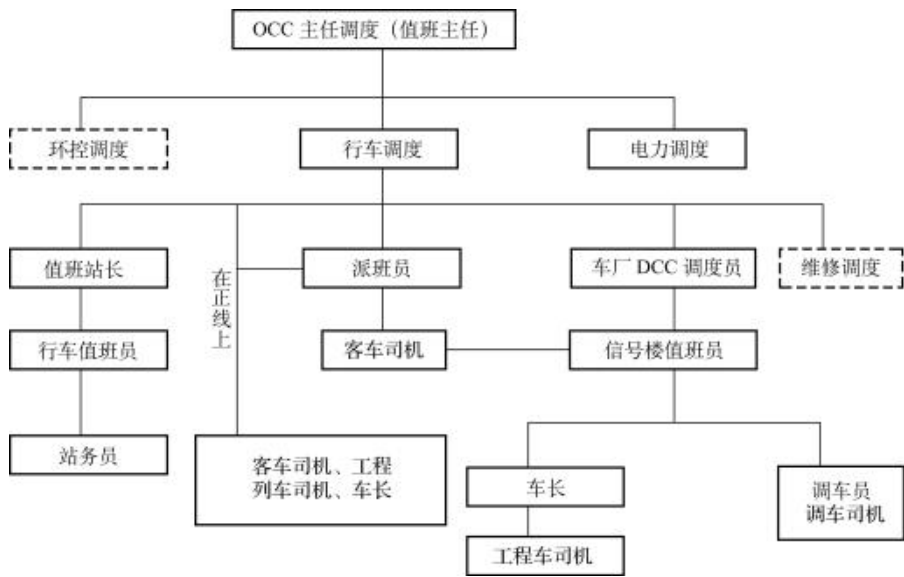 OCC 主任调度（值班主任）
环控调度
行车调度
电力调度
值班站长
在正线上
派班员
车厂 DCC 调度员
维修调度
行车值班员
客车司机
信号楼值班员
站务员
客车司机、工程
列车司机、车长
车长
调车员
调车司机
工程车司机